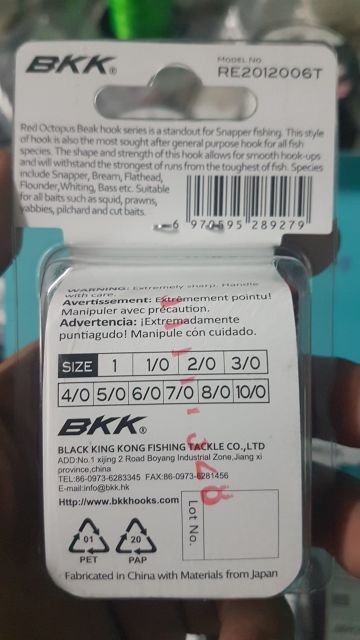 BKK®
MODEL NO
RE2012006T
Red Octopus Beak hook series is a standout for Snapper fishing. This style
of hook is also the most sought after general purpose hook for all fish
species. The shape and strength of this hook allows for smooth hook-ups
and will withstand the strongest of runs from the toughest of fish. Species
include Snapper, Bream, Flathead,
Flounder,Whiting, Bass etc. Suitable
for all baits such as squid, prawns,
yabbies, pilchard and cut baits.
6 970595 289279
WARNING: Extremely sharp. Handle
with care.
Avertissement: Extrêmement pointu!
Manipuler avec précaution.
Advertencia: ¡Extremadamente
puntiagudo! Manipule con cuidado.
SIZE 1 1/0 2/0 3/0
4/0 5/0 6/0 7/0 8/0 10/0
BKK®
BLACK KING KONG FISHING TACKLE CO.,LTD
ADD:No.1 xijing 2 Road Boyang Industrial Zone,Jiang xi
province,china
TEL:86-0973-6283345 FAX:86-0973-6281456
E-mail:info@bkk.hk
Http://www.bkkhooks.com
Lot No.
01
PET
20
PAP
Fabricated in China with Materials from Japan